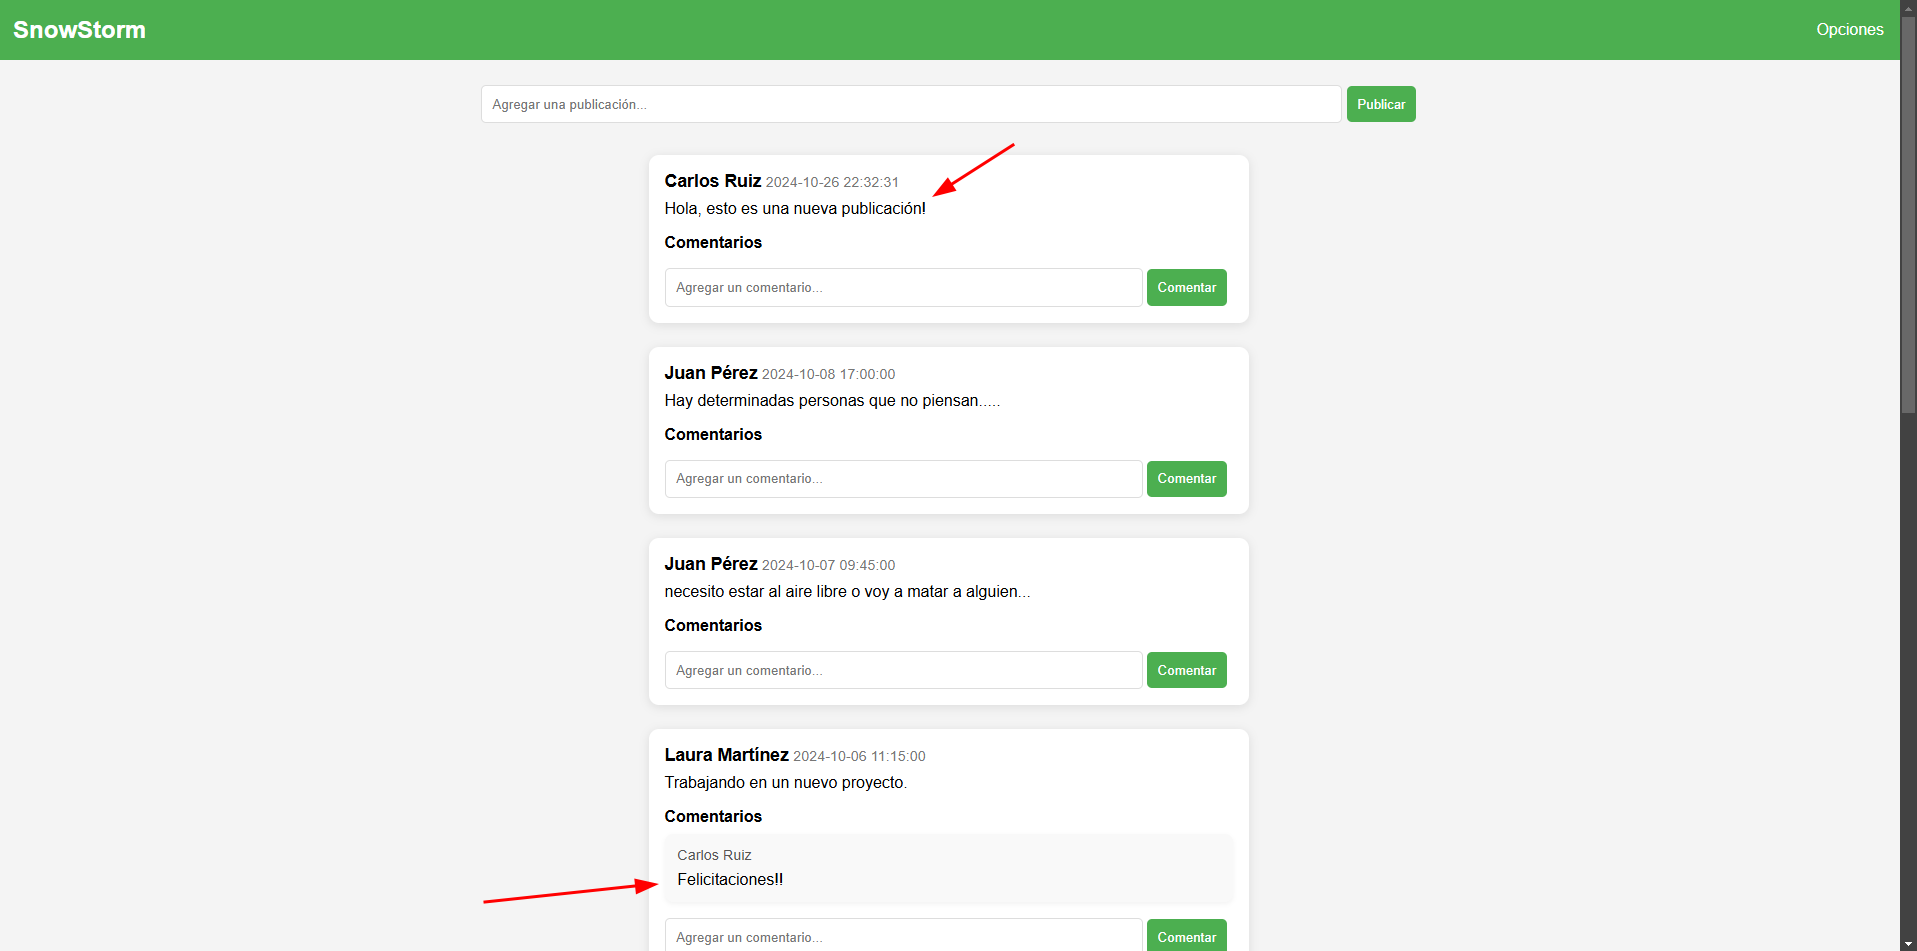 SnowStorm
Opciones
Agregar una publicación...
Publicar
Carlos Ruiz 2024-10-26 22:32:31
Hola, esto es una nueva publicación!
Comentarios
Agregar un comentario...
Comentar
Juan Pérez 2024-10-08 17:00:00
Hay determinadas personas que no piensan.....
Comentarios
Agregar un comentario...
Comentar
Juan Pérez 2024-10-07 09:45:00
necesito estar al aire libre o voy a matar a alguien...
Comentarios
Agregar un comentario...
Comentar
Laura Martínez 2024-10-06 11:15:00
Trabajando en un nuevo proyecto.
Comentarios
Carlos Ruiz
Felicitaciones!!
Agregar un comentario...
Comentar